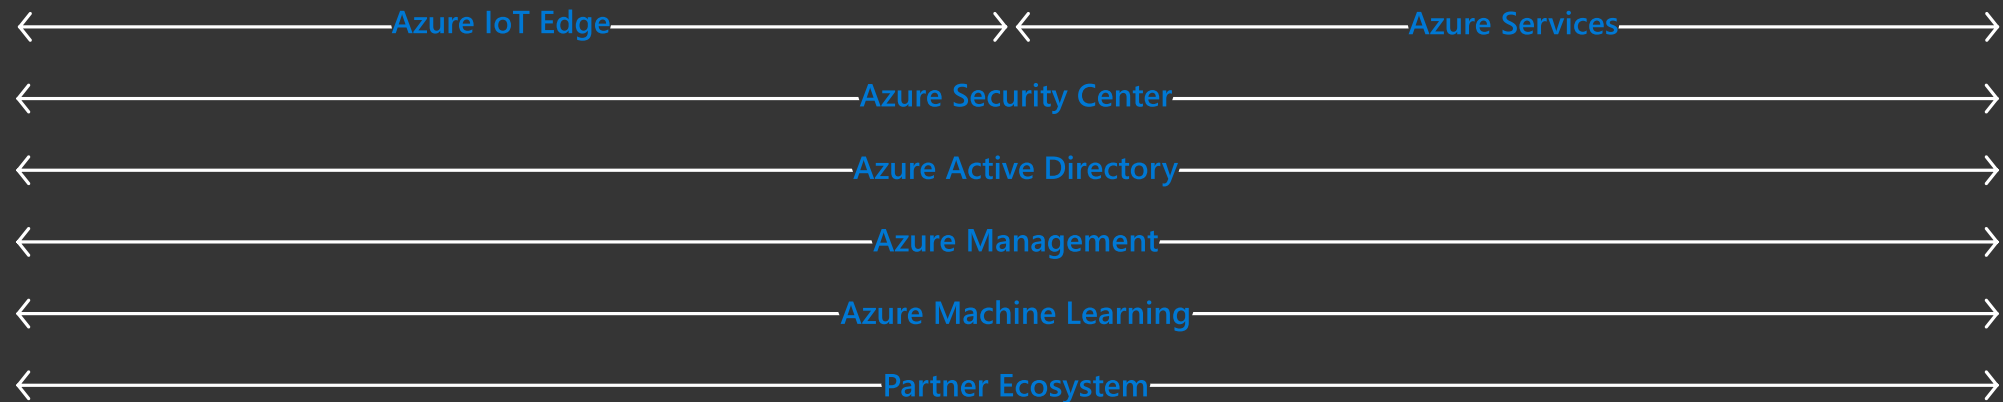 Azure IoT Edge Azure Services
Azure Security Center
Azure Active Directory
Azure Management
Azure Machine Learning
Partner Ecosystem